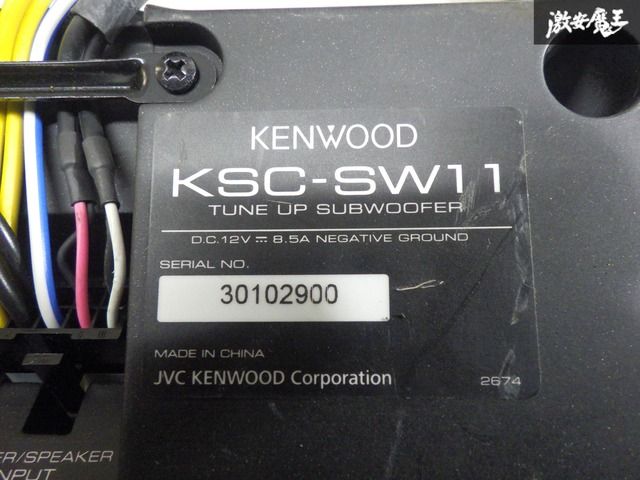 激安魔王
KENWOOD
KSC-SW11
TUNE UP SUBWOOFER
D.C.12V ⎓ 8.5A NEGATIVE GROUND
SERIAL NO.
30102900
MADE IN CHINA
JVC KENWOOD Corporation
2674
ER/SPEAKER
INPUT